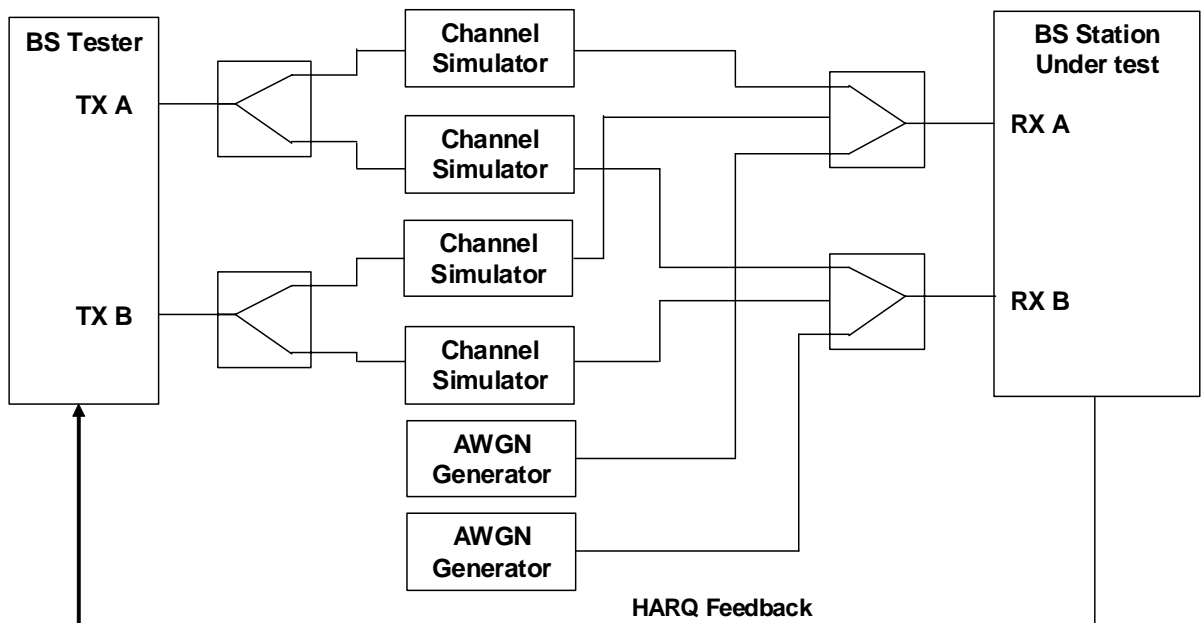 BS Tester
TX A
TX B
Channel
Simulator
Channel
Simulator
Channel
Simulator
Channel
Simulator
AWGN
Generator
AWGN
Generator
BS Station
Under test
RX A
RX B
HARQ Feedback